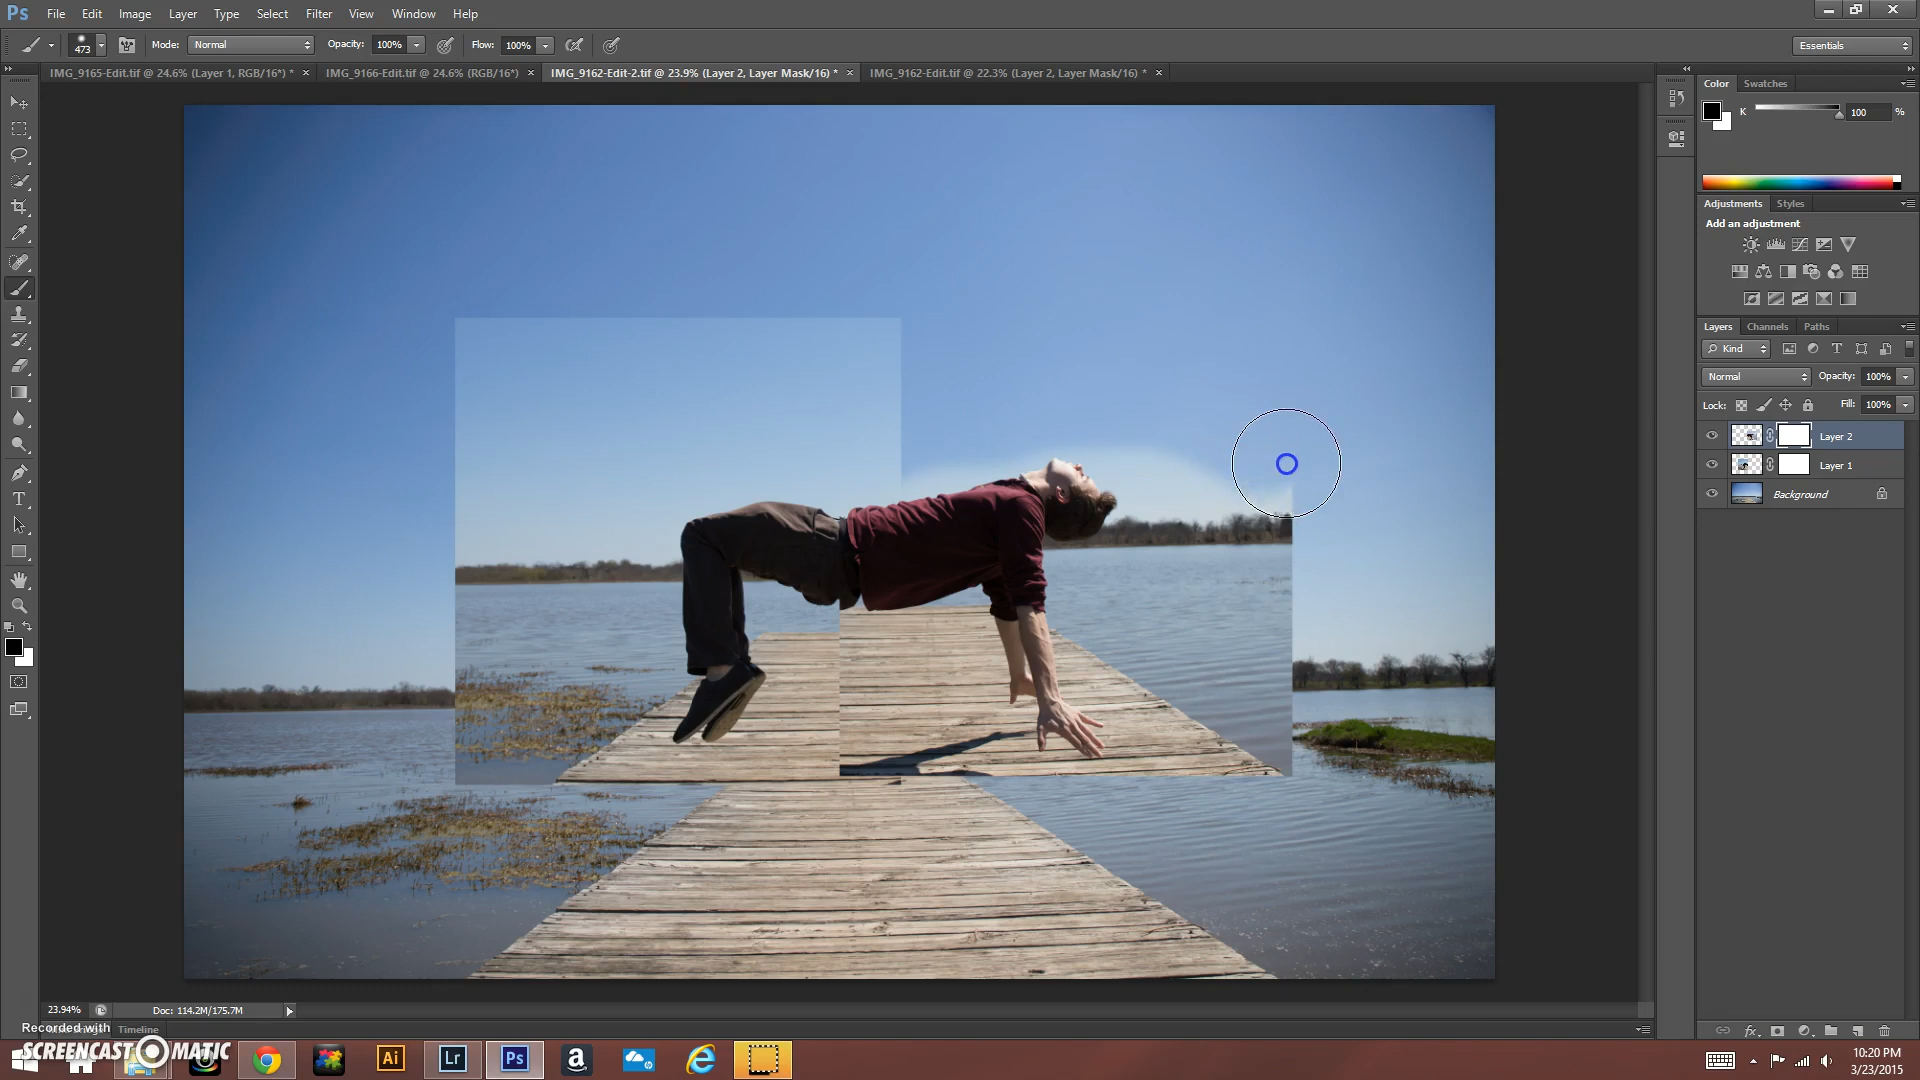 Ps File Edit Image Layer Type Select Filter View Window Help
473 Mode: Normal Opacity: 100% Flow: 100% Essentials
IMG_9165-Edit.tif @ 24.6% (Layer 1, RGB/16*) * × IMG_9166-Edit.tif @ 24.6% (RGB/16*) × IMG_9162-Edit-2.tif @ 23.9% (Layer 2, Layer Mask/16) * × IMG_9162-Edit.tif @ 22.3% (Layer 2, Layer Mask/16) * ×
Color Swatches
K 100 %
Adjustments Styles
Add an adjustment
Layers Channels Paths
Kind T
Normal Opacity: 100%
Lock: Fill: 100%
Layer 2
Layer 1
Background
T
fx
23.94% Doc: 114.2M/175.7M
Recorded with
Timeline
SCREENCAST MATIC
Ai Lr Ps a
10:20 PM
3/23/2015